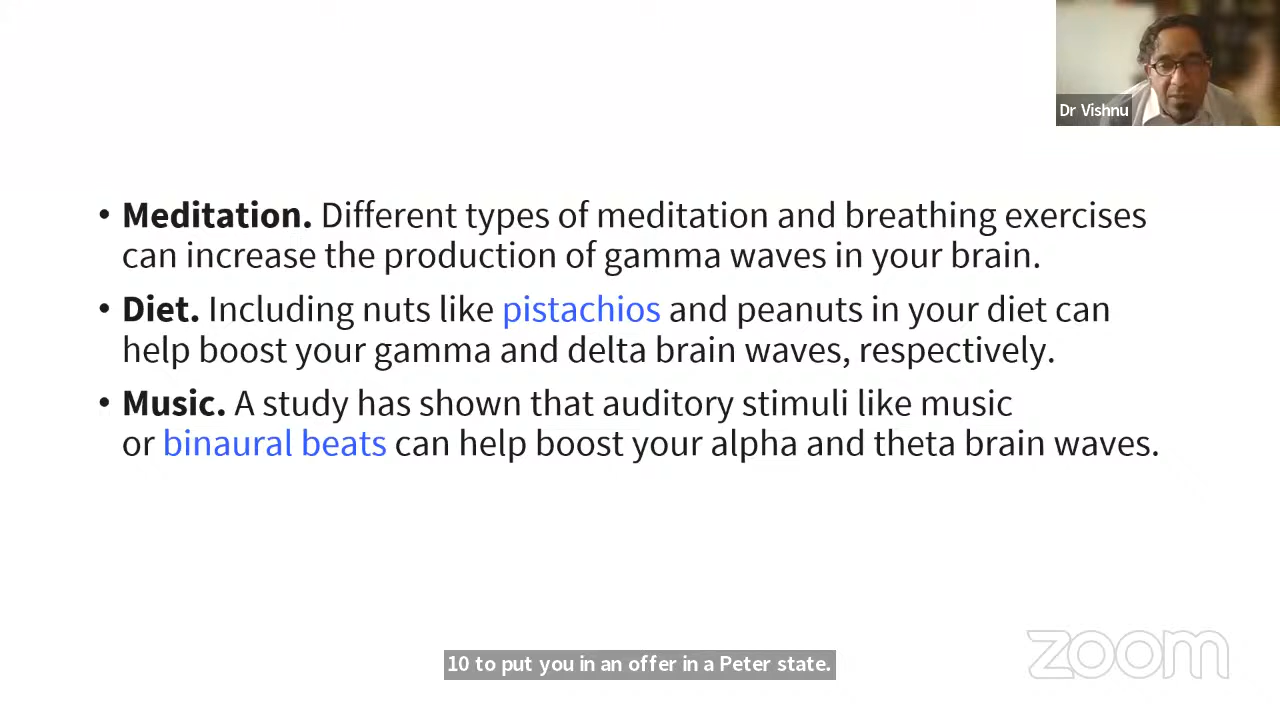 Dr Vishnu
• Meditation. Different types of meditation and breathing exercises
can increase the production of gamma waves in your brain.
• Diet. Including nuts like pistachios and peanuts in your diet can
help boost your gamma and delta brain waves, respectively.
• Music. A study has shown that auditory stimuli like music
or binaural beats can help boost your alpha and theta brain waves.
10 to put you in an offer in a Peter state.
zoom